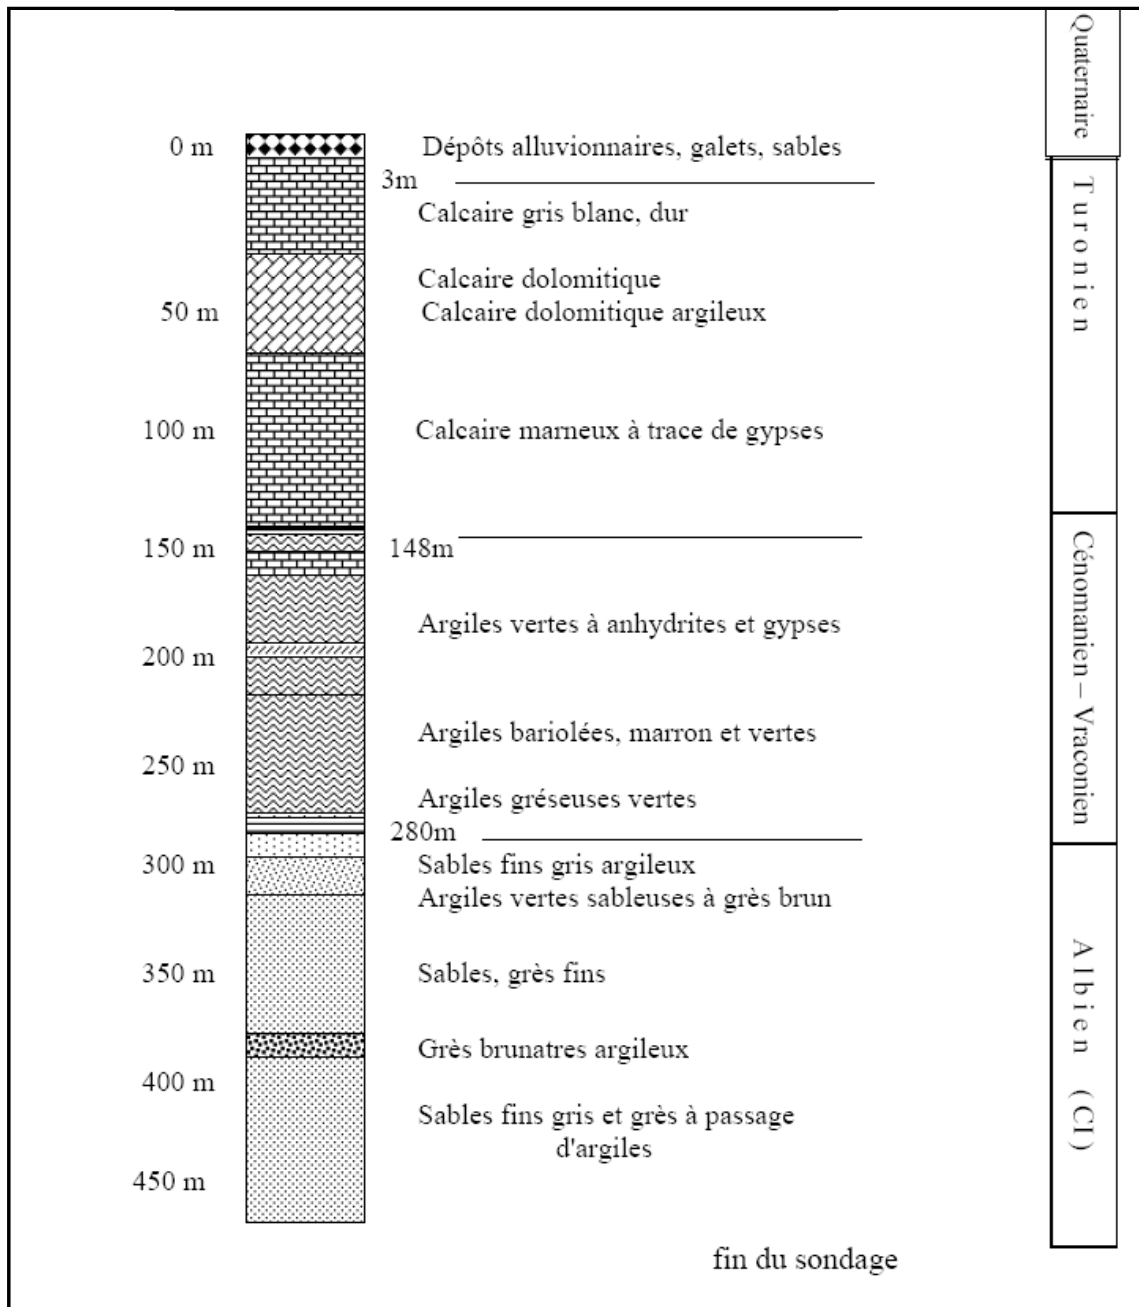 Quaternaire
0 m
Dépôts alluvionnaires, galets, sables
3m
Turonien
Calcaire gris blanc, dur
Calcaire dolomitique
50 m
Calcaire dolomitique argileux
100 m
Calcaire marneux à trace de gypses
150 m
148m
Cénomanien – Vraconien
Argiles vertes à anhydrites et gypses
200 m
Argiles bariolées, marron et vertes
250 m
Argiles gréseuses vertes
280m
300 m
Sables fins gris argileux
Argiles vertes sableuses à grès brun
Albien (CI)
350 m
Sables, grès fins
Grès brunatres argileux
400 m
Sables fins gris et grès à passage
d'argiles
450 m
fin du sondage